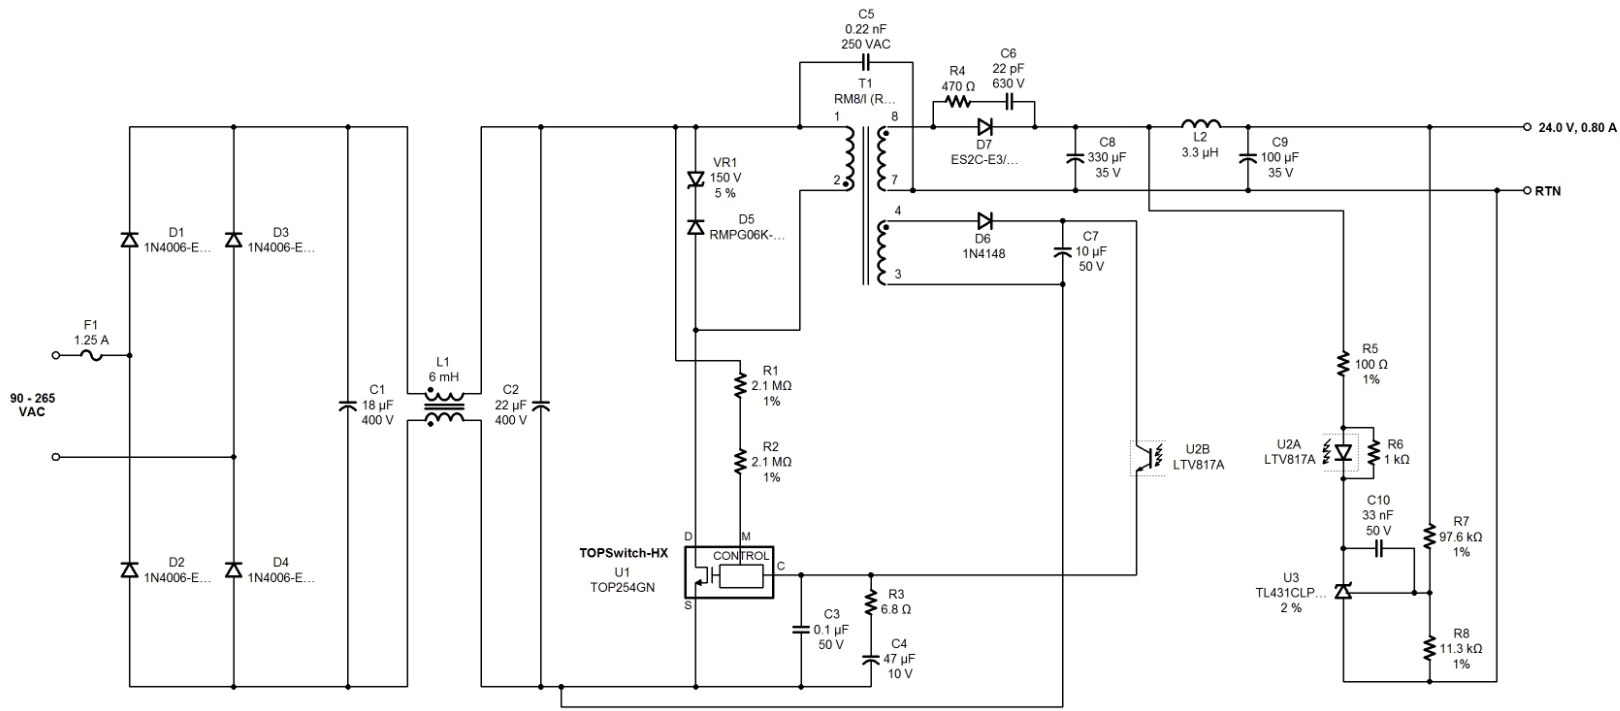 C5
0.22 nF
250 VAC
T1
RM8/I (R...
1
2
8
7
4
3
R4
470 Ω
C6
22 pF
630 V
D7
ES2C-E3/...
C8
330 µF
35 V
L2
3.3 µH
C9
100 µF
35 V
24.0 V, 0.80 A
RTN
VR1
150 V
5 %
D5
RMPG06K-...
D6
1N4148
C7
10 µF
50 V
D1
1N4006-E...
D3
1N4006-E...
F1
1.25 A
90 - 265
VAC
C1
18 µF
400 V
L1
6 mH
C2
22 µF
400 V
R1
2.1 MΩ
1%
R2
2.1 MΩ
1%
R5
100 Ω
1%
U2B
LTV817A
U2A
LTV817A
R6
1 kΩ
C10
33 nF
50 V
R7
97.6 kΩ
1%
D2
1N4006-E...
D4
1N4006-E...
TOPSwitch-HX
U1
TOP254GN
D
M
CONTROL
C
S
R3
6.8 Ω
C3
0.1 µF
50 V
C4
47 µF
10 V
U3
TL431CLP...
2 %
R8
11.3 kΩ
1%